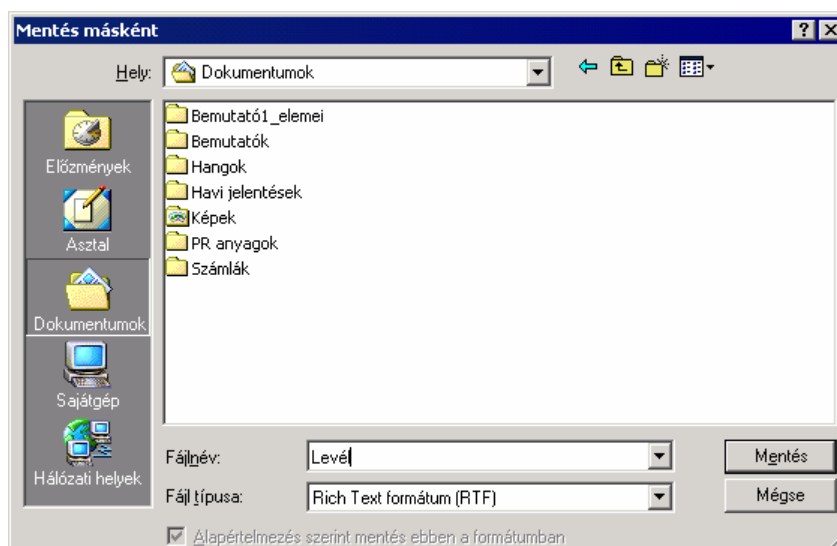 Mentés másként
Hely: Dokumentumok
Előzmények
Asztal
Dokumentumok
Sajátgép
Hálózati helyek
Bemutató1_elemei
Bemutatók
Hangok
Havi jelentések
Képek
PR anyagok
Számlák
Fájlnév: Levél Mentés
Fájl típusa: Rich Text formátum (RTF) Mégse
Alapértelmezés szerint mentés ebben a formátumban